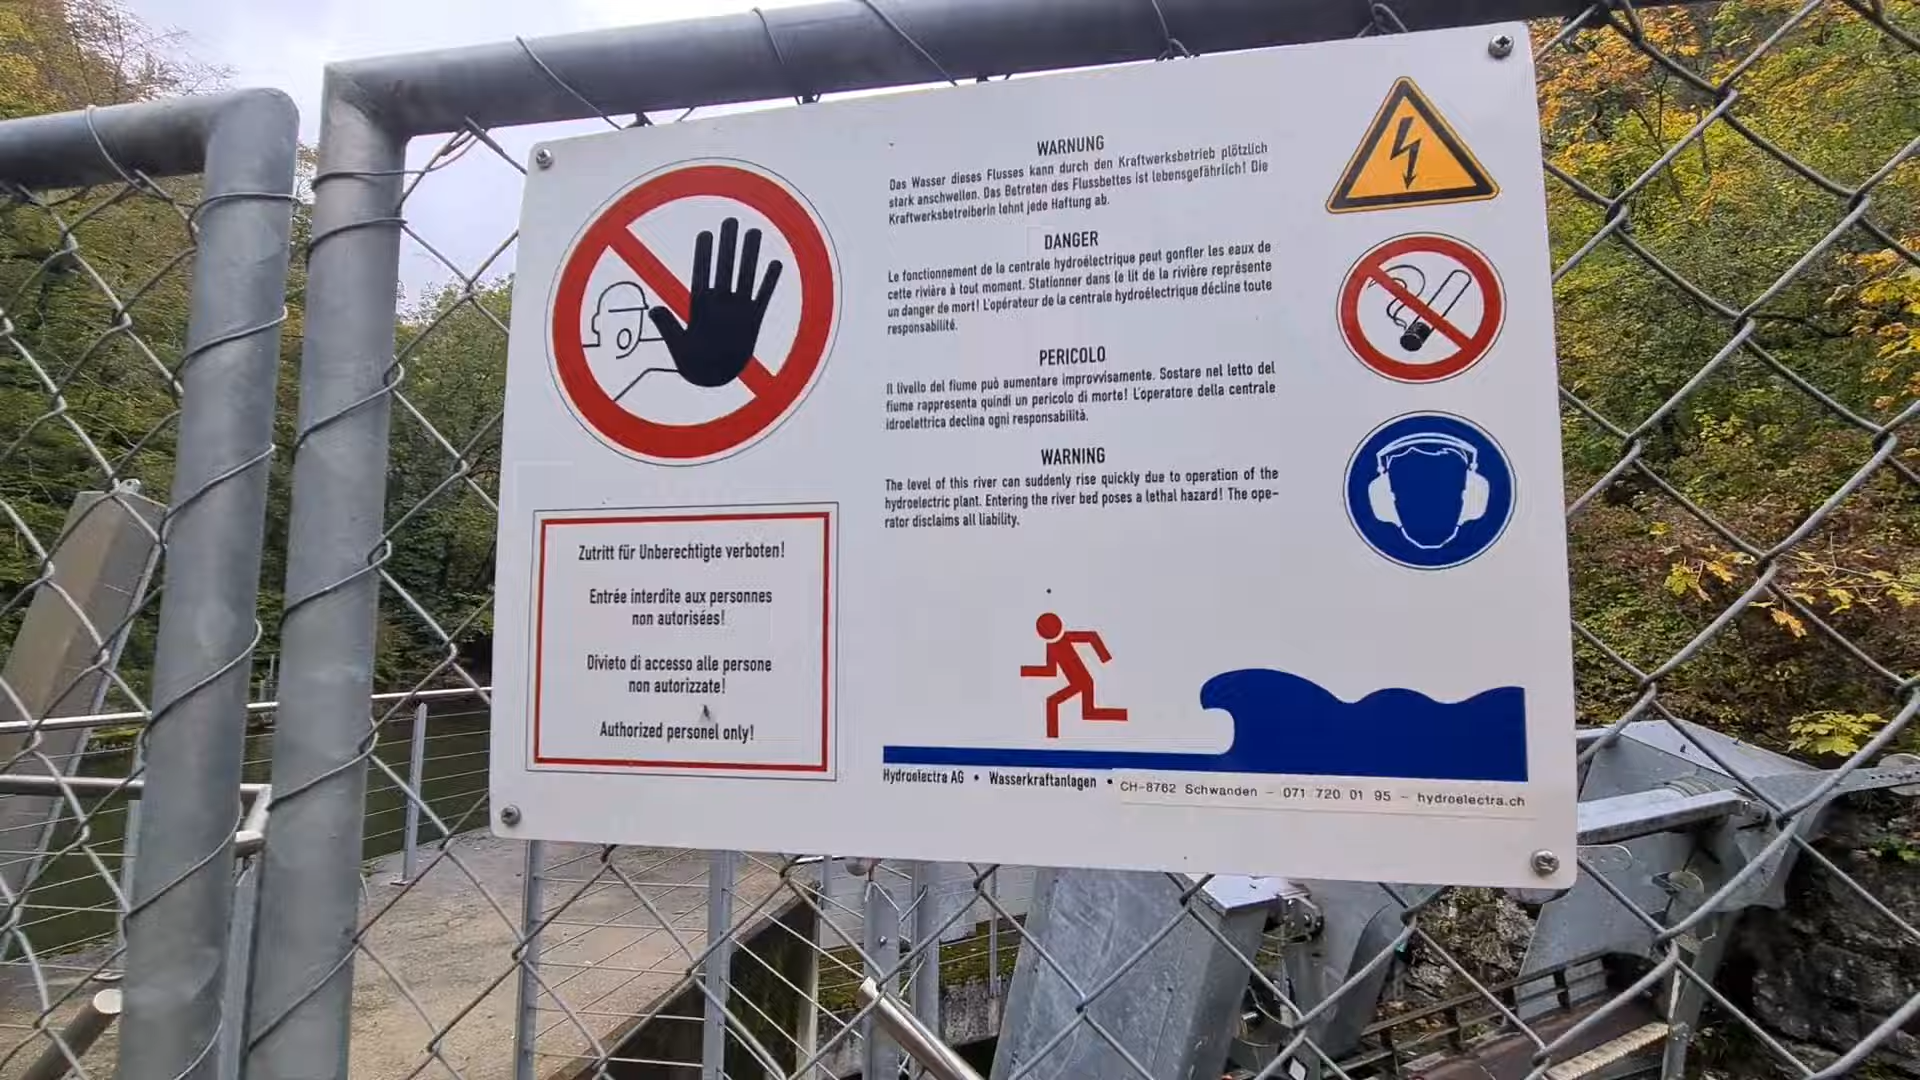 WARNUNG
Das Wasser dieses Flusses kann durch den Kraftwerksbetrieb plötzlich
stark anschwellen. Das Betreten des Flussbettes ist lebensgefährlich! Die
Kraftwerksbetreiberin lehnt jede Haftung ab.
DANGER
Le fonctionnement de la centrale hydroélectrique peut gonfler les eaux de
cette rivière à tout moment. Stationner dans le lit de la rivière représente
un danger de mort! L'opérateur de la centrale hydroélectrique décline toute
responsabilité.
PERICOLO
Il livello del fiume può aumentare improvvisamente. Sostare nel letto del
fiume rappresenta quindi un pericolo di morte! L'operatore della centrale
idroelettrica declina ogni responsabilità.
WARNING
The level of this river can suddenly rise quickly due to operation of the
hydroelectric plant. Entering the river bed poses a lethal hazard! The ope-
rator disclaims all liability.
Zutritt für Unberechtigte verboten!
Entrée interdite aux personnes
non autorisées!
Divieto di accesso alle persone
non autorizzate!
Authorized personel only!
Hydroelectra AG • Wasserkraftanlagen • CH-8762 Schwanden - 071 720 01 95 - hydroelectra.ch